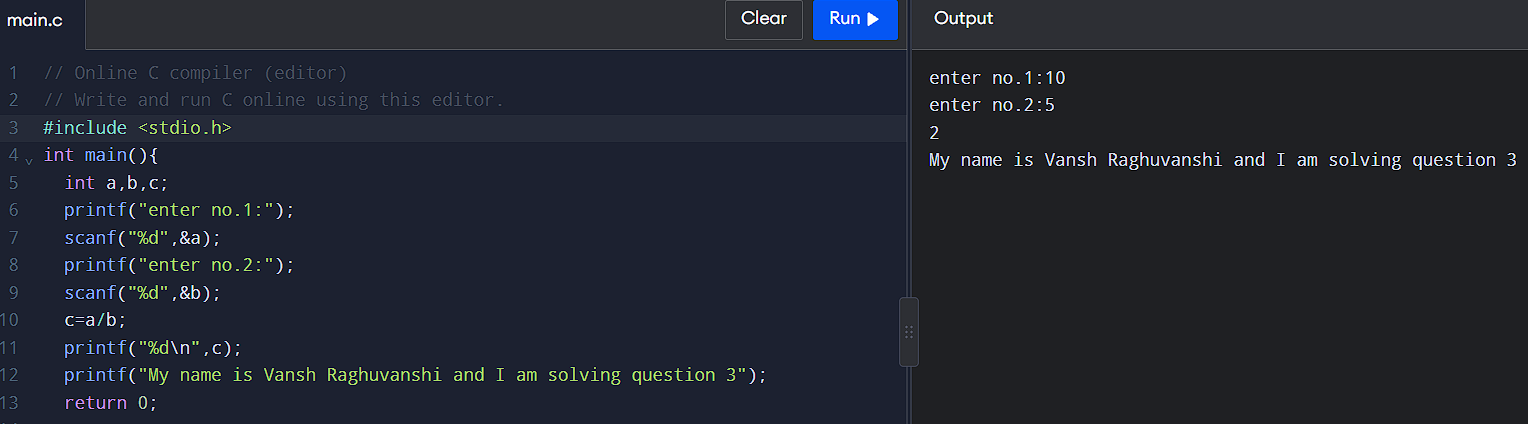 main.c
Clear
Run
Output
1 // Online C compiler (editor)
2 // Write and run C online using this editor.
3 #include <stdio.h>
4 int main(){
5 int a,b,c;
6 printf("enter no.1:");
7 scanf("%d",&a);
8 printf("enter no.2:");
9 scanf("%d",&b);
10 c=a/b;
11 printf("%d\n",c);
12 printf("My name is Vansh Raghuvanshi and I am solving question 3");
13 return 0;
enter no.1:10
enter no.2:5
2
My name is Vansh Raghuvanshi and I am solving question 3